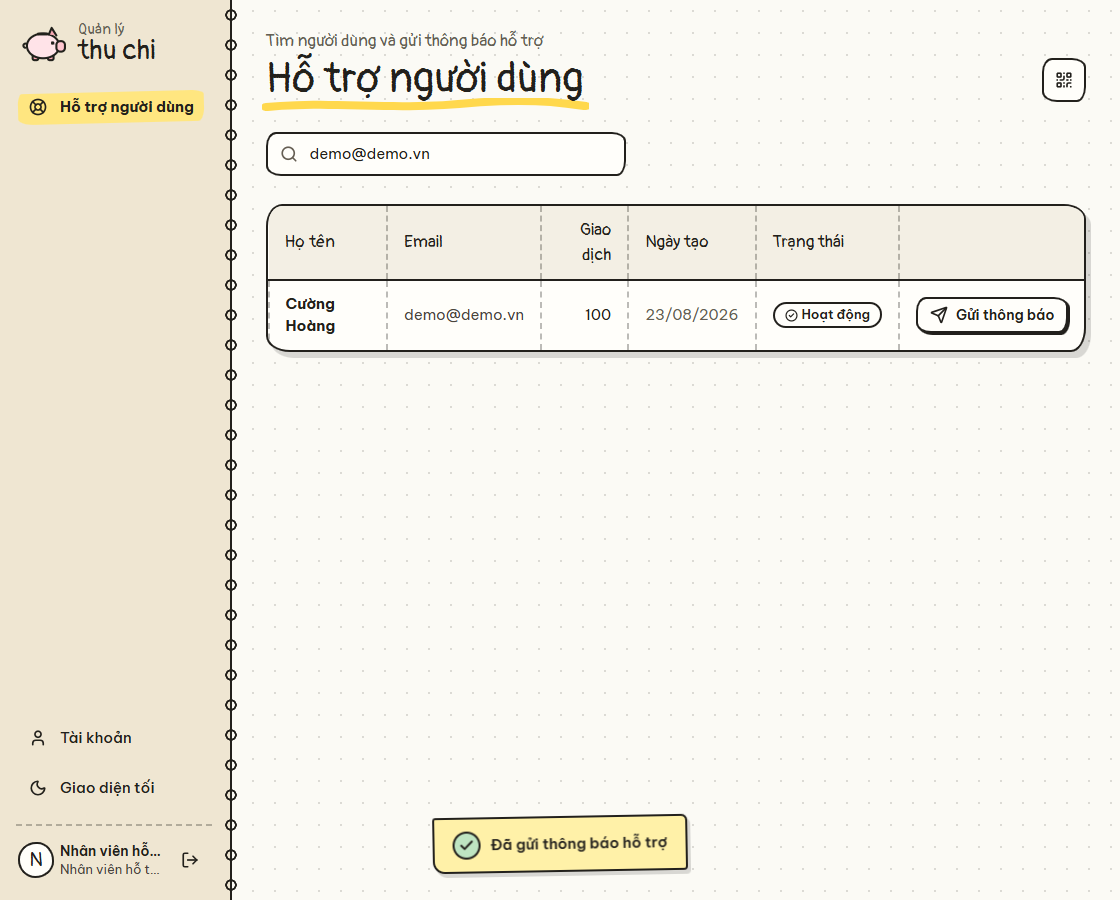 Quản lý
thu chi
Hỗ trợ người dùng
Tài khoản
Giao diện tối
N
Nhân viên hỗ...
Nhân viên hỗ t...
Tìm người dùng và gửi thông báo hỗ trợ
Hỗ trợ người dùng
demo@demo.vn
Họ tên
Email
Giao
dịch
Ngày tạo
Trạng thái
Cường
Hoàng
demo@demo.vn
100
23/08/2026
Hoạt động
Gửi thông báo
Đã gửi thông báo hỗ trợ